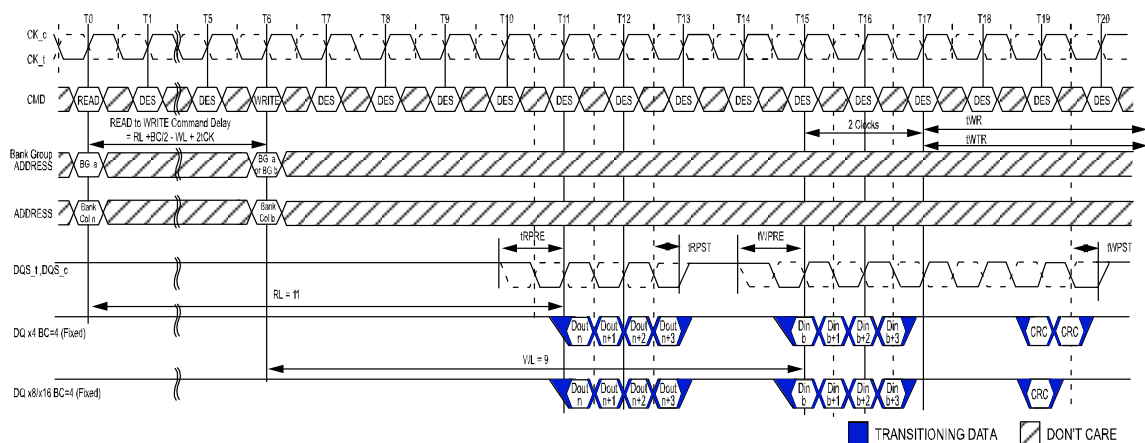 T0 T1 T5 T6 T7 T8 T9 T10 T11 T12 T13 T14 T15 T16 T17 T18 T19 T20
CK_c
CK_t
CMD READ DES DES WRITE DES DES DES DES DES DES DES DES DES DES DES DES DES DES
READ to WRITE Command Delay
= RL +BC/2 - WL + 2tCK
2 Clocks
tWR
tWTR
Bank Group
ADDRESS
BG a
BG a
or BG b
ADDRESS
Bank
Col n
Bank
Col b
tRPRE
tRPST
tWPRE
tWPST
DQS_t ,DQS_c
RL = 11
DQ x4 BC=4 (Fixed)
Dout
n
Dout
n+1
Dout
n+2
Dout
n+3
Din
b
Din
b+1
Din
b+2
Din
b+3
CRC
CRC
WL = 9
DQ x8/x16 BC=4 (Fixed)
Dout
n
Dout
n+1
Dout
n+2
Dout
n+3
Din
b
Din
b+1
Din
b+2
Din
b+3
CRC
TRANSITIONING DATA
DON'T CARE